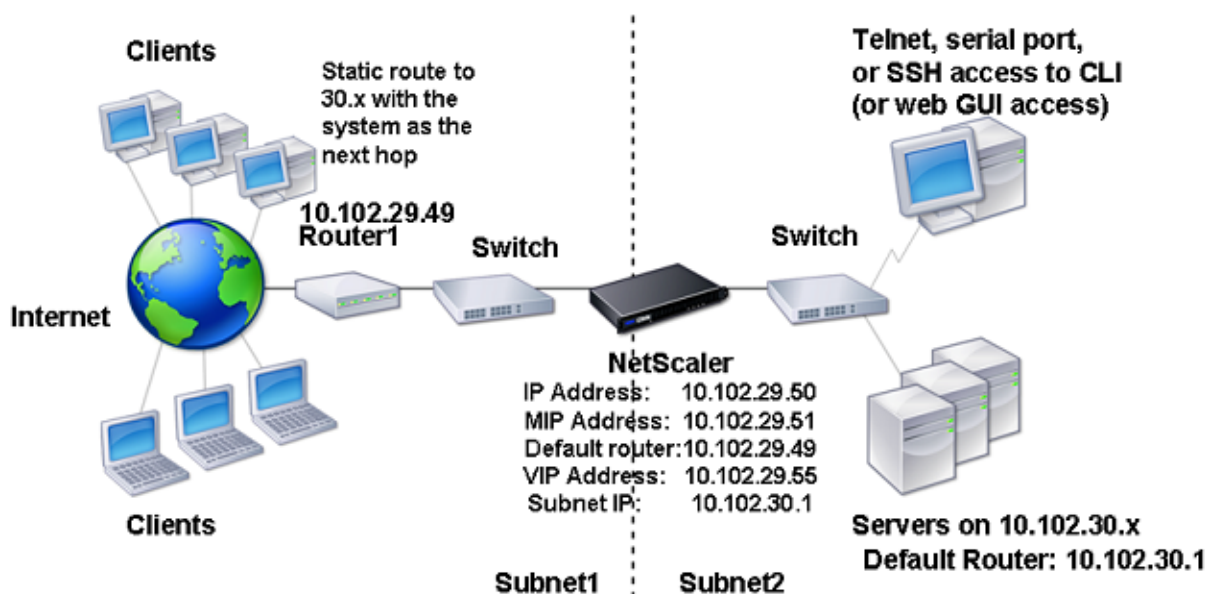 Clients
Static route to
30.x with the
system as the
next hop
10.102.29.49
Router1
Switch
Internet
Clients
NetScaler
IP Address: 10.102.29.50
MIP Address: 10.102.29.51
Default router:10.102.29.49
VIP Address: 10.102.29.55
Subnet IP: 10.102.30.1
Telnet, serial port,
or SSH access to CLI
(or web GUI access)
Switch
Servers on 10.102.30.x
Default Router: 10.102.30.1
Subnet1
Subnet2